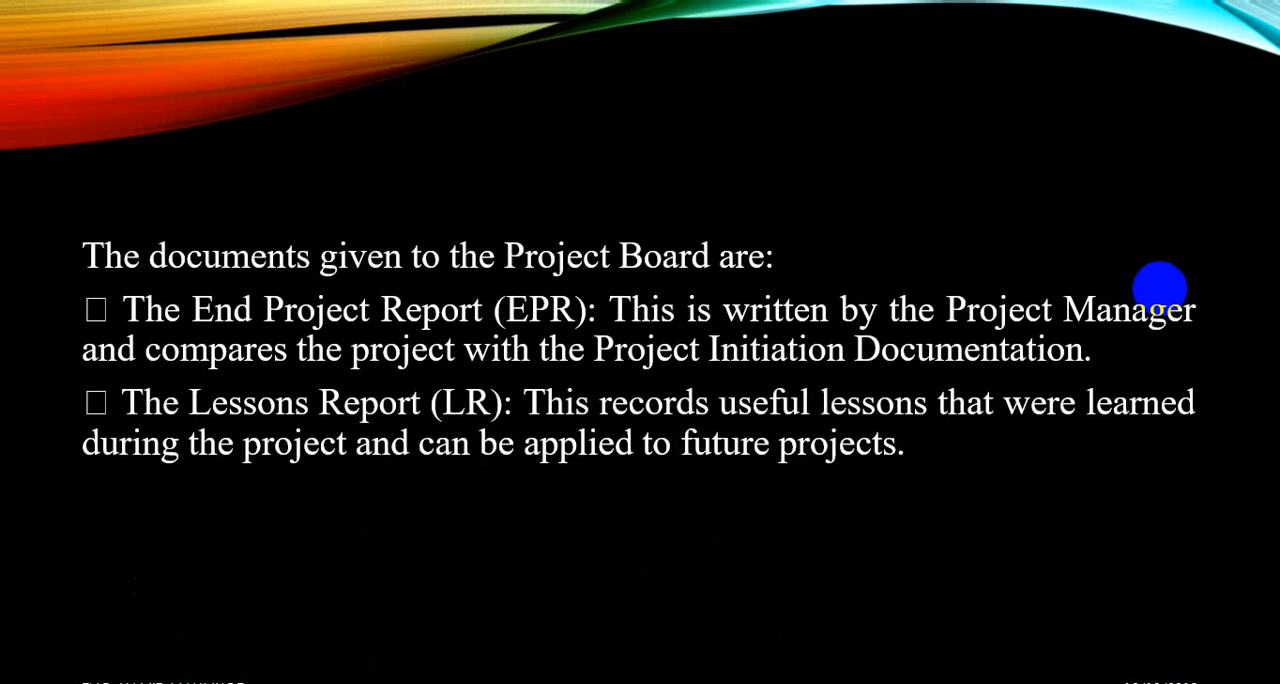 The documents given to the Project Board are:
□ The End Project Report (EPR): This is written by the Project Manager
and compares the project with the Project Initiation Documentation.
□ The Lessons Report (LR): This records useful lessons that were learned
during the project and can be applied to future projects.